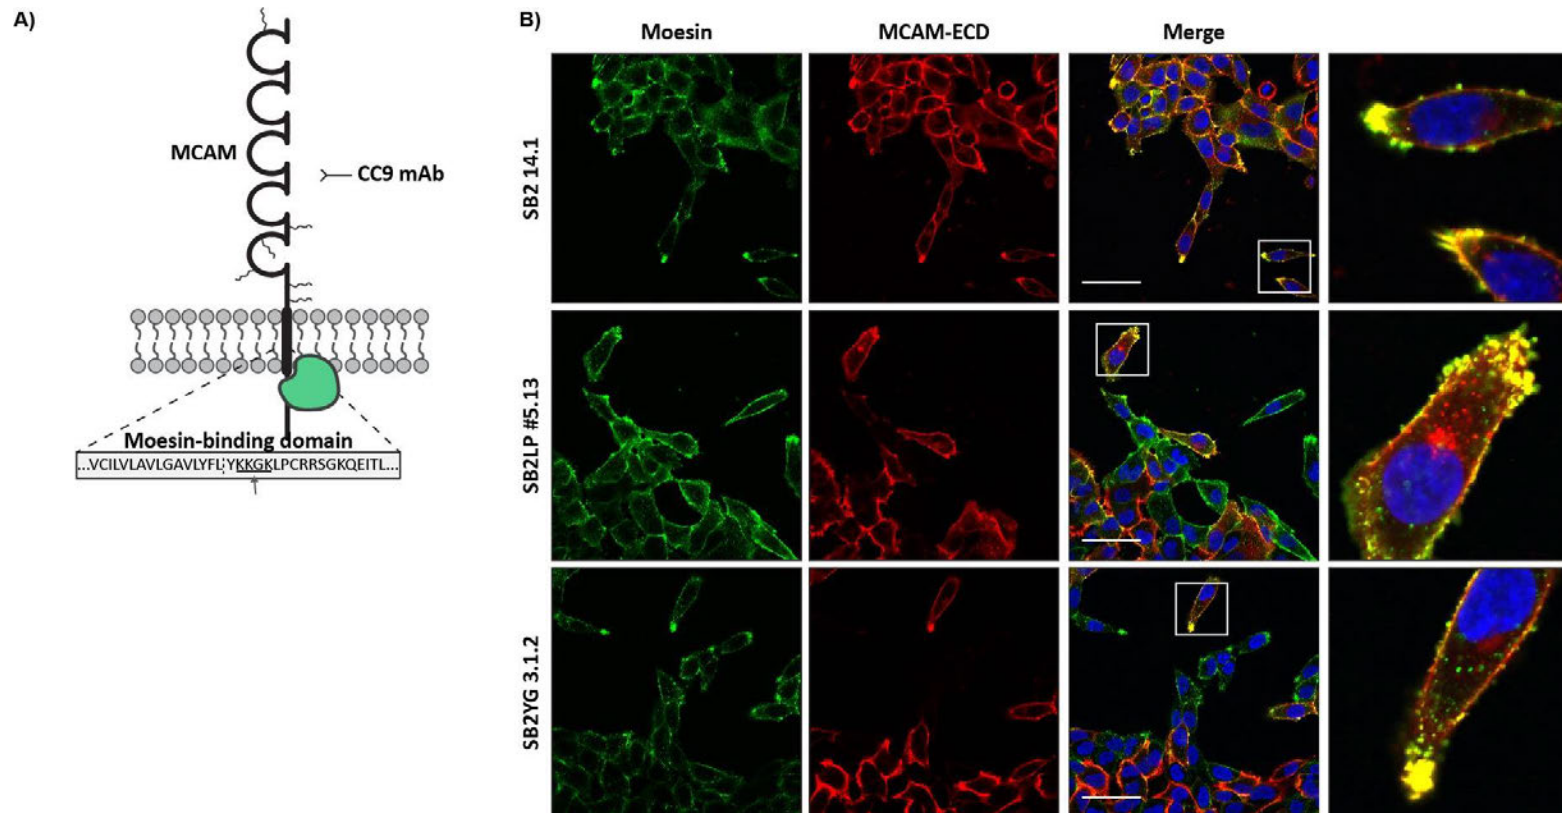 A)
MCAM
CC9 mAb
Moesin-binding domain
...VCILVLAVLGAVLYFLYKKGKLPCRRSGKQEITL...
B)
Moesin
MCAM-ECD
Merge
SB2 14.1
SB2LP #5.13
SB2YG 3.1.2